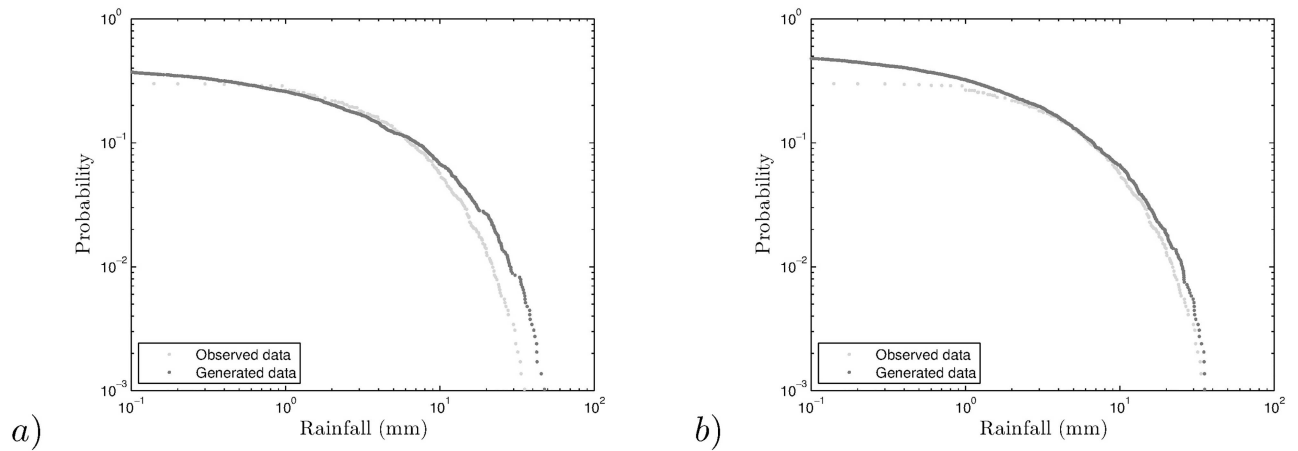 10⁰
10⁻¹
10⁻²
10⁻³
Probability
Observed data
Generated data
10⁻¹ 10⁰ 10¹ 10²
Rainfall (mm)
a)
10⁰
10⁻¹
10⁻²
10⁻³
Probability
Observed data
Generated data
10⁻¹ 10⁰ 10¹ 10²
Rainfall (mm)
b)